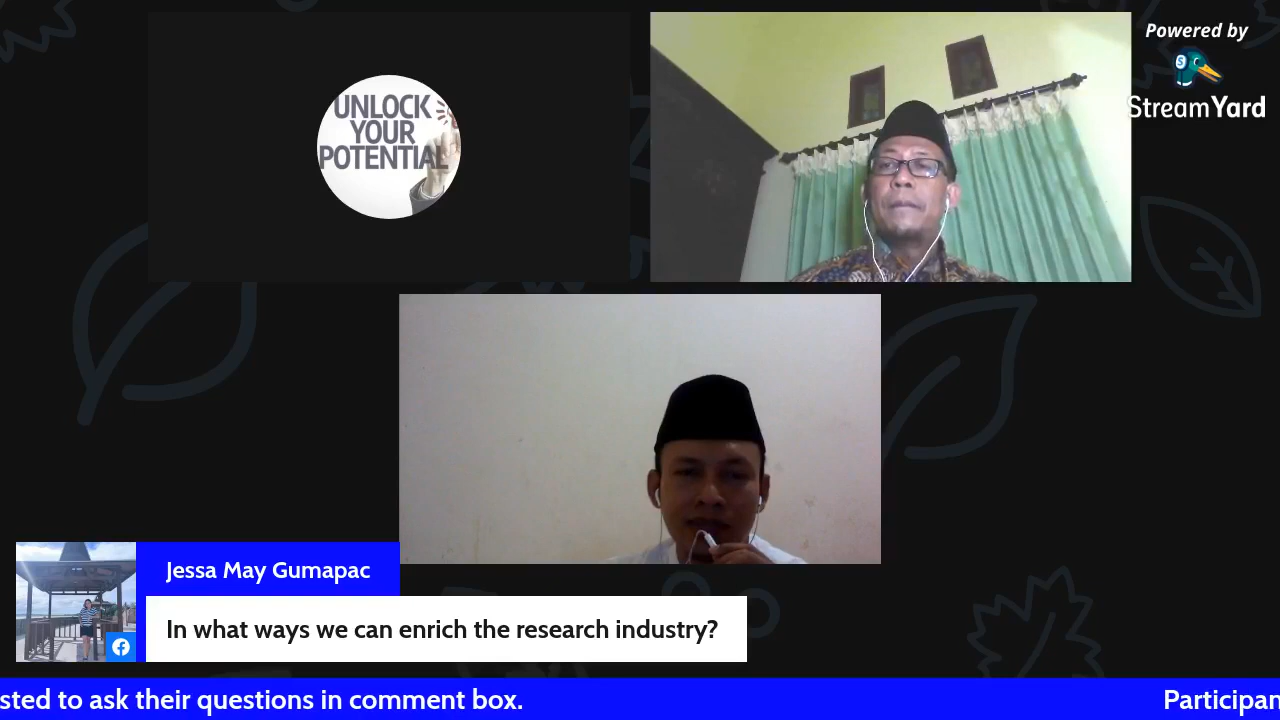 UNLOCK
YOUR
POTENTIAL
Powered by
StreamYard
Jessa May Gumapac
In what ways we can enrich the research industry?
sted to ask their questions in comment box.
Participan